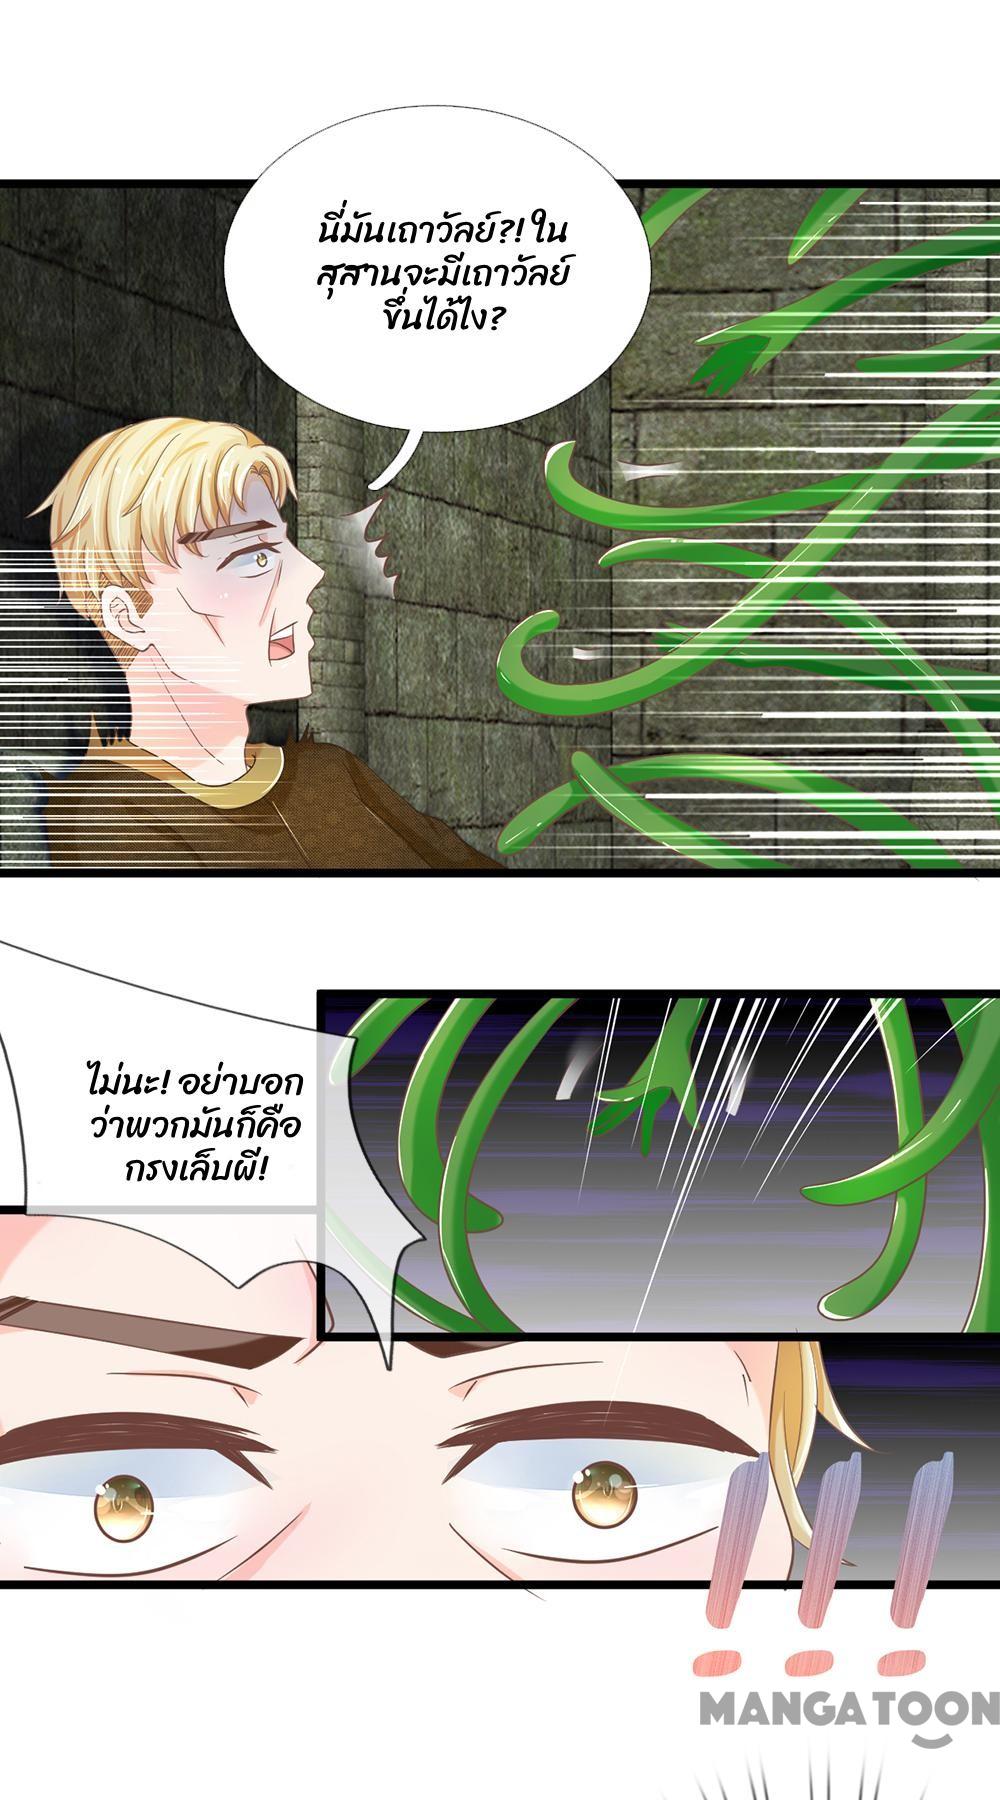 นี่มันเถาวัลย์?! ใน
สุสานจะมีเถาวัลย์
ขึ้นได้ไง?
ไม่นะ! อย่าบอก
ว่าพวกมันก็คือ
กรงเล็บผี!
!!!
MANGATOON